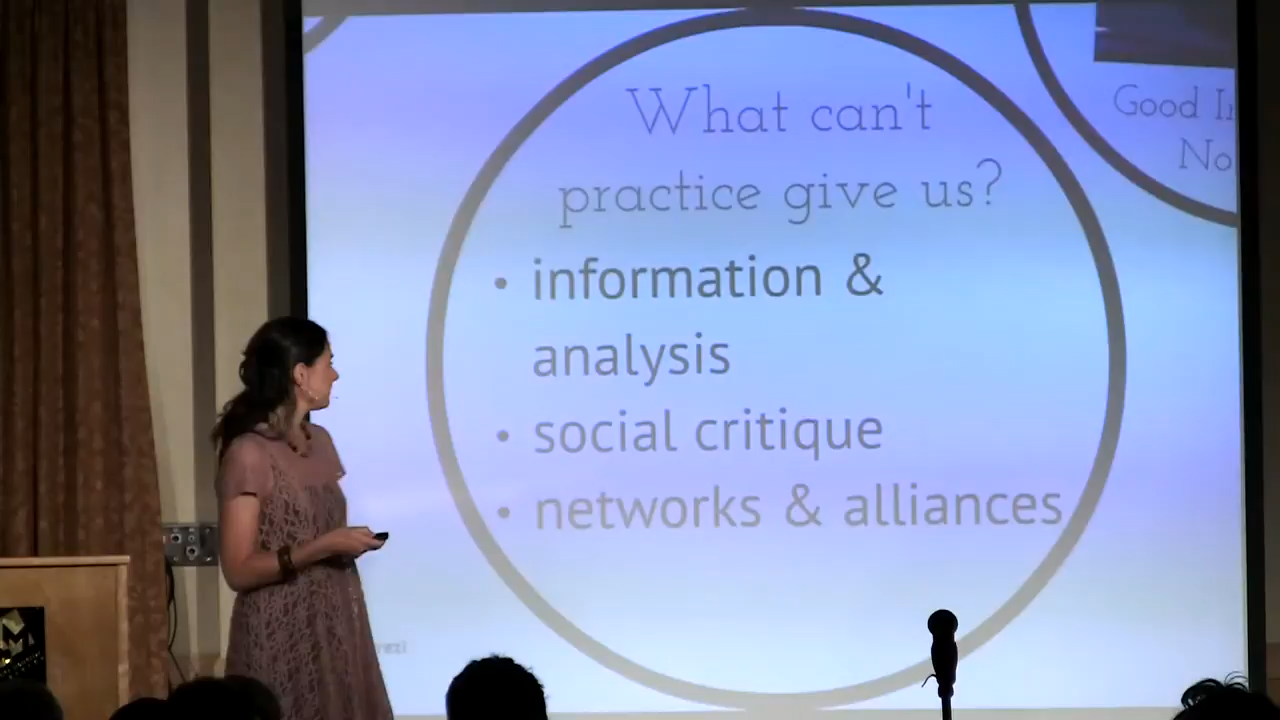 What can't
practice give us?
• information &
analysis
• social critique
• networks & alliances
Good
No